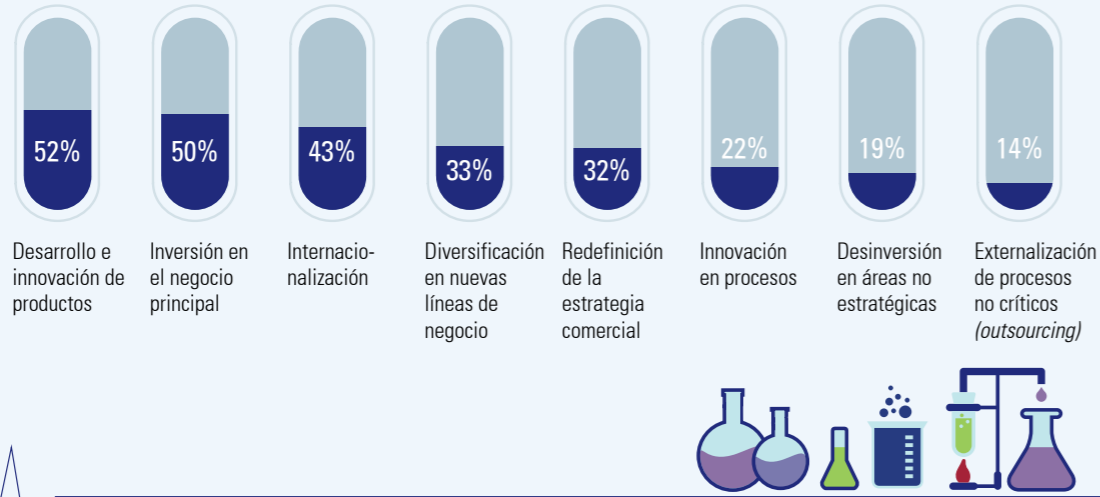 52%
50%
43%
33%
32%
22%
19%
14%
Desarrollo e
innovación de
productos
Inversión en
el negocio
principal
Internacio-
nalización
Diversificación
en nuevas
líneas de
negocio
Redefinición
de la
estrategia
comercial
Innovación
en procesos
Desinversión
en áreas no
estratégicas
Externalización
de procesos
no críticos
(outsourcing)